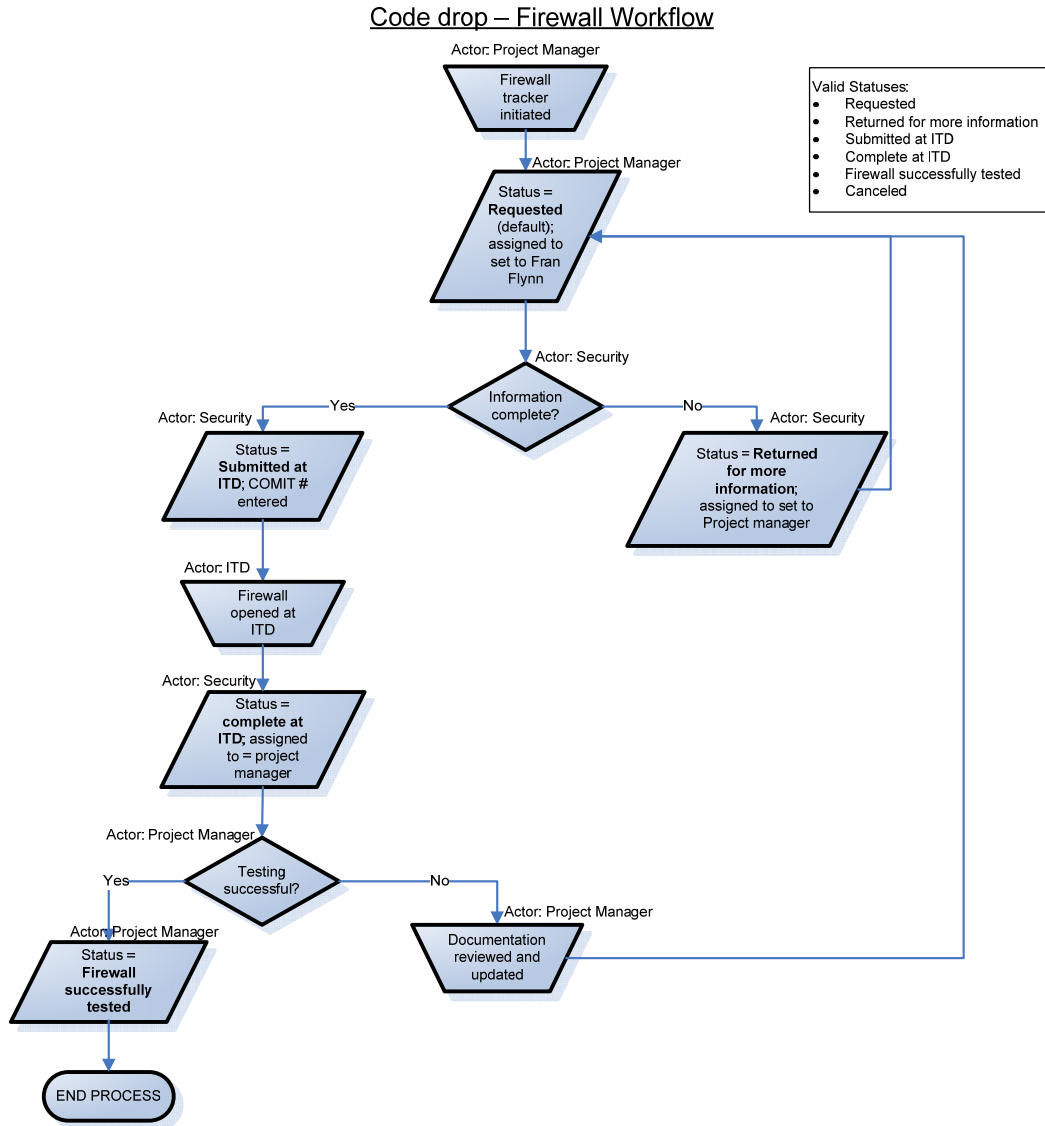 Code drop – Firewall Workflow
Actor: Project Manager
Firewall
tracker
initiated
Valid Statuses:
• Requested
• Returned for more information
• Submitted at ITD
• Complete at ITD
• Firewall successfully tested
• Canceled
Actor: Project Manager
Status =
Requested
(default);
assigned to
set to Fran
Flynn
Actor: Security
Information
complete?
Yes
No
Actor: Security
Status =
Submitted at
ITD; COMIT #
entered
Actor: Security
Status = Returned
for more
information;
assigned to set to
Project manager
Actor: ITD
Firewall
opened at
ITD
Actor: Security
Status =
complete at
ITD; assigned
to = project
manager
Actor: Project Manager
Testing
successful?
Yes
No
Actor: Project Manager
Status =
Firewall
successfully
tested
Actor: Project Manager
Documentation
reviewed and
updated
END PROCESS